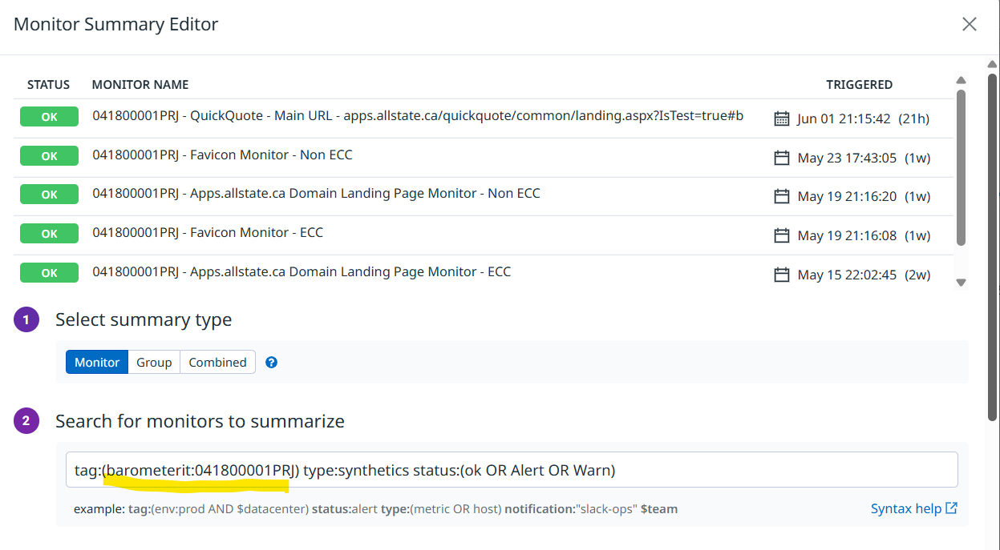 Monitor Summary Editor
STATUS MONITOR NAME TRIGGERED
OK 041800001PRJ - QuickQuote - Main URL - apps.allstate.ca/quickquote/common/landing.aspx?IsTest=true#b Jun 01 21:15:42 (21h)
OK 041800001PRJ - Favicon Monitor - Non ECC May 23 17:43:05 (1w)
OK 041800001PRJ - Apps.allstate.ca Domain Landing Page Monitor - Non ECC May 19 21:16:20 (1w)
OK 041800001PRJ - Favicon Monitor - ECC May 19 21:16:08 (1w)
OK 041800001PRJ - Apps.allstate.ca Domain Landing Page Monitor - ECC May 15 22:02:45 (2w)
1 Select summary type
Monitor Group Combined ?
2 Search for monitors to summarize
tag:(barometerit:041800001PRJ) type:synthetics status:(ok OR Alert OR Warn)
example: tag:(env:prod AND $datacenter) status:alert type:(metric OR host) notification:"slack-ops" $team Syntax help